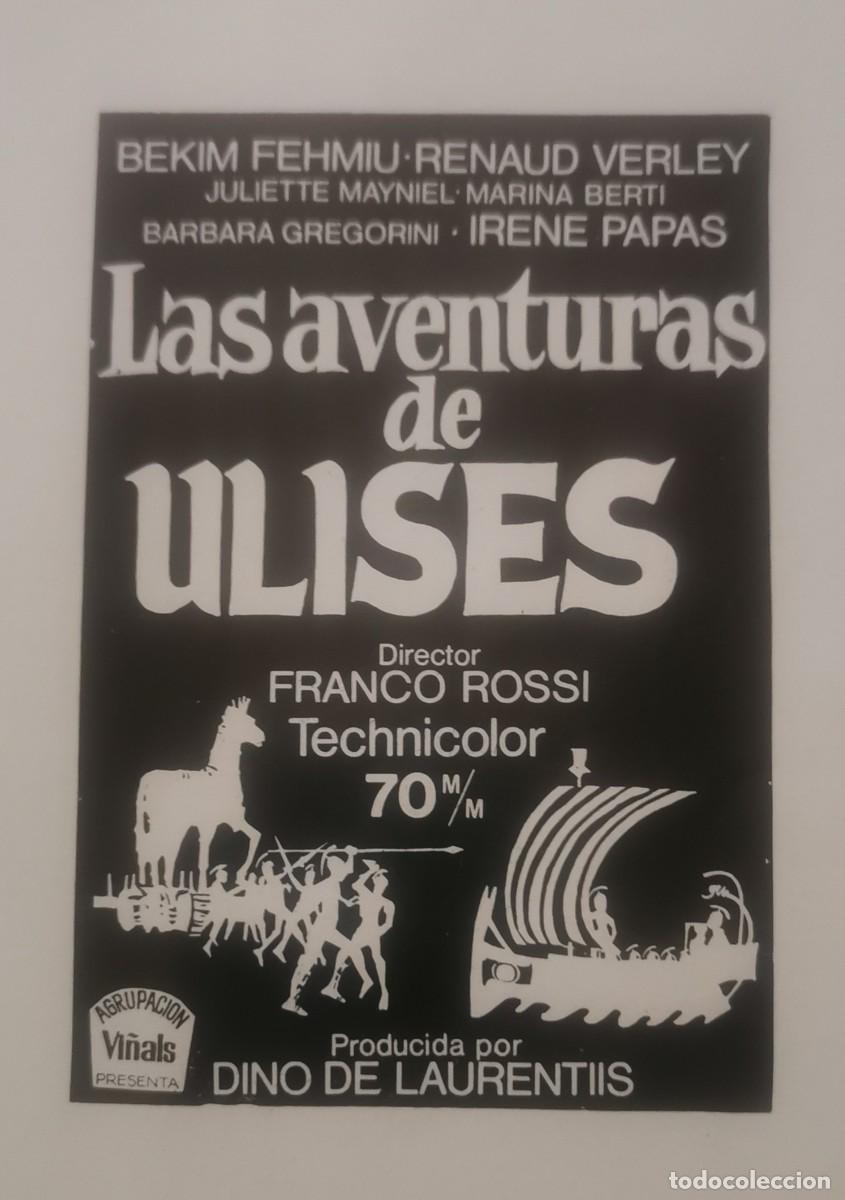 BEKIM FEHMIU · RENAUD VERLEY
JULIETTE MAYNIEL · MARINA BERTI
BARBARA GREGORINI · IRENE PAPAS
Las aventuras
de
ULISES
Director
FRANCO ROSSI
Technicolor
70 M/M
AGRUPACION
Viñals
PRESENTA
Producida por
DINO DE LAURENTIIS
todocoleccion